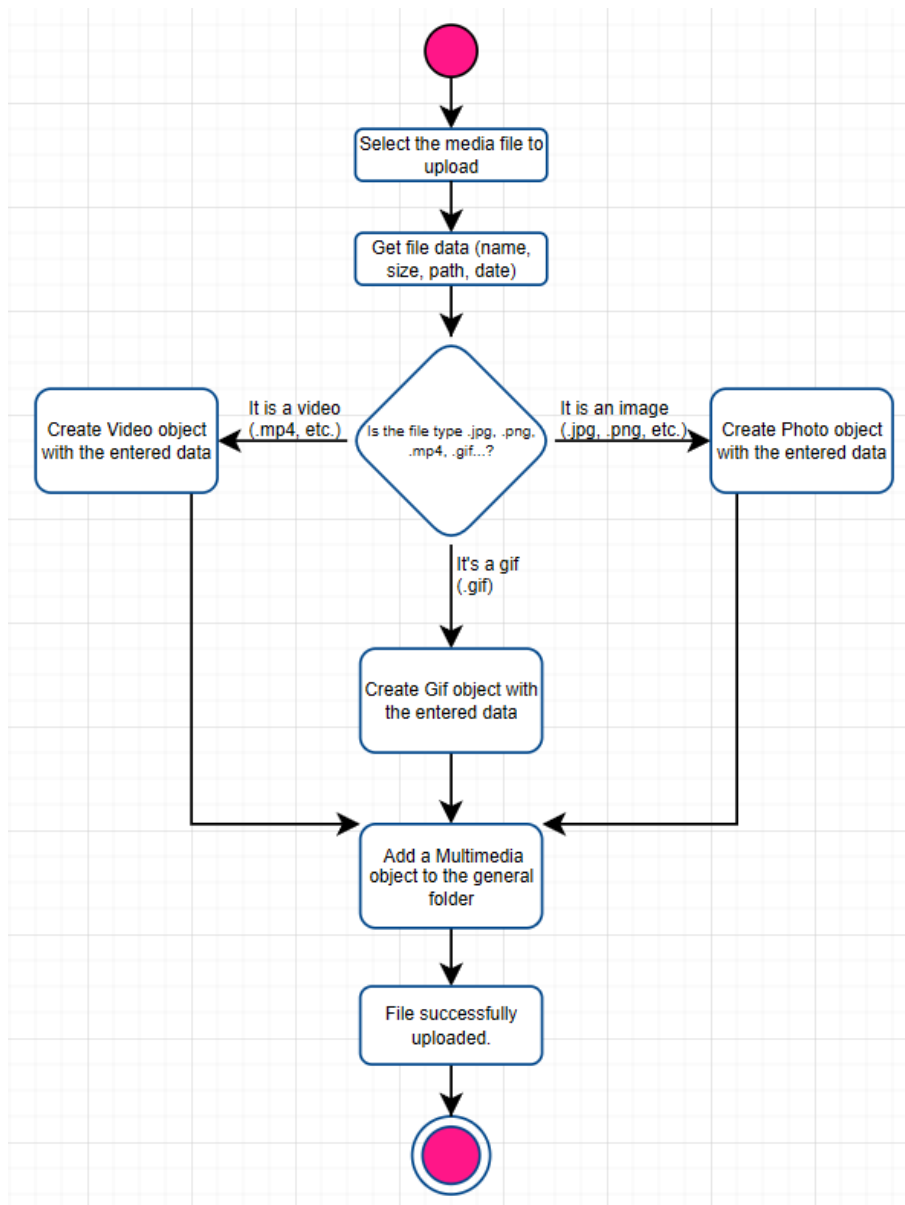 Select the media file to
upload
Get file data (name,
size, path, date)
It is a video
(.mp4, etc.)
It is an image
(.jpg, .png, etc.)
Create Video object
with the entered data
Is the file type .jpg, .png,
.mp4, .gif...?
Create Photo object
with the entered data
It's a gif
(.gif)
Create Gif object with
the entered data
Add a Multimedia
object to the general
folder
File successfully
uploaded.